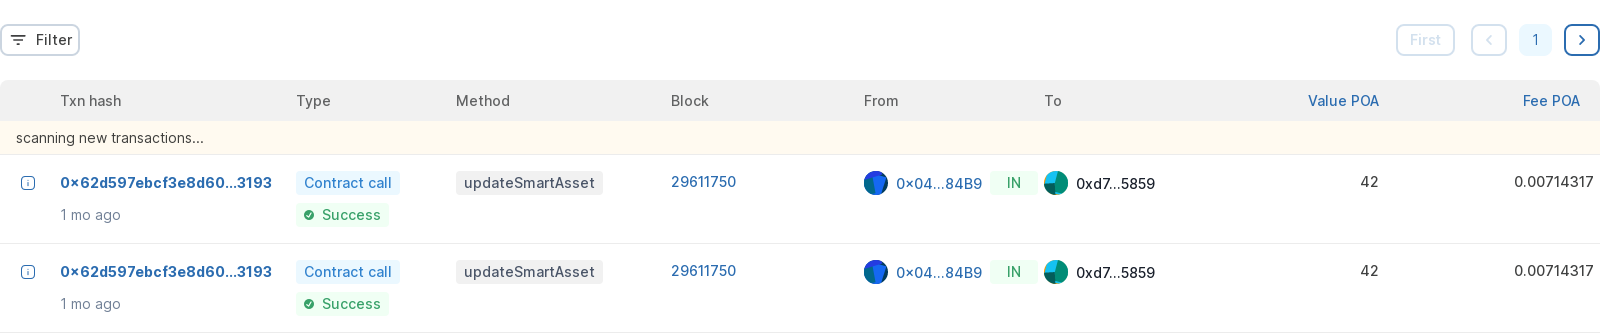 Filter First 1
Txn hash Type Method Block From To Value POA Fee POA
scanning new transactions...
0x62d597ebcf3e8d60...3193 Contract call updateSmartAsset 29611750 0x04...84B9 IN 0xd7...5859 42 0.00714317
1 mo ago Success
0x62d597ebcf3e8d60...3193 Contract call updateSmartAsset 29611750 0x04...84B9 IN 0xd7...5859 42 0.00714317
1 mo ago Success